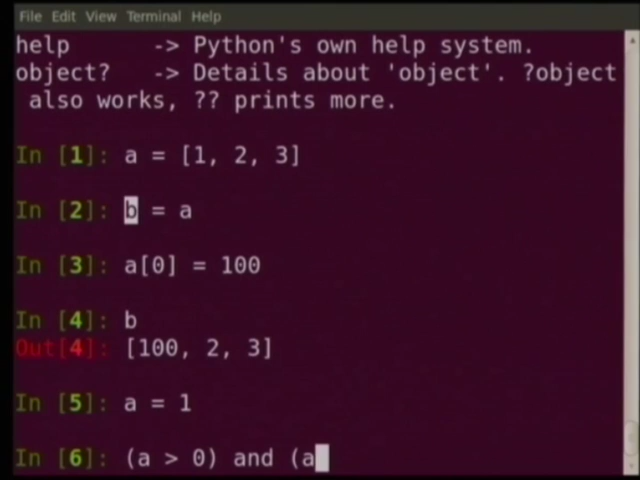 File Edit View Terminal Help
help -> Python's own help system.
object? -> Details about 'object'. ?object
also works, ?? prints more.
In [1]: a = [1, 2, 3]
In [2]: b = a
In [3]: a[0] = 100
In [4]: b
Out[4]: [100, 2, 3]
In [5]: a = 1
In [6]: (a > 0) and (a